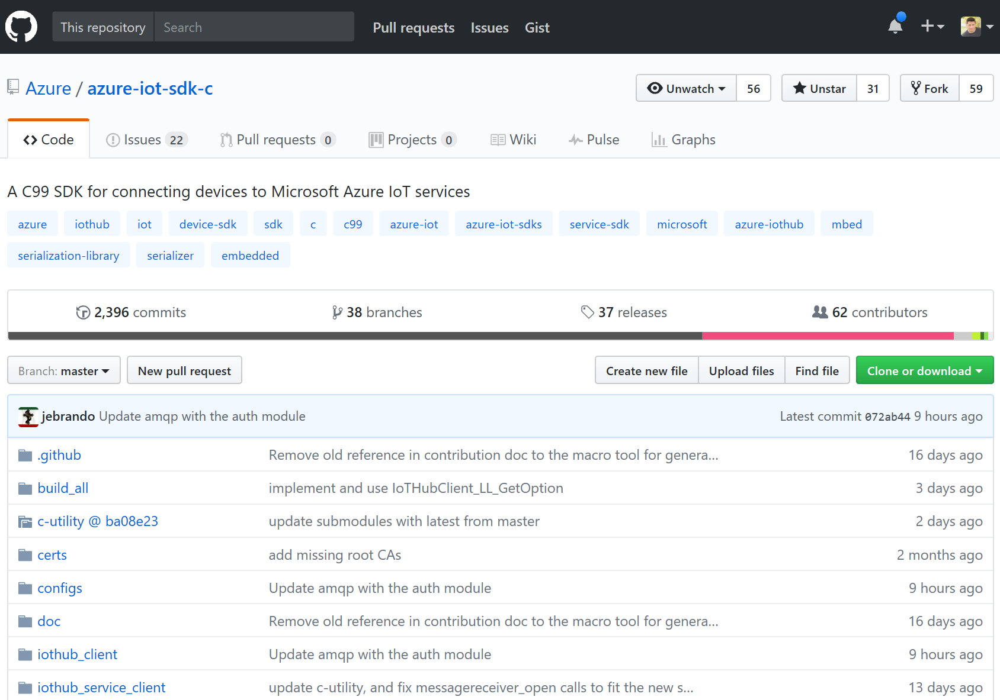 This repository Search Pull requests Issues Gist
Azure / azure-iot-sdk-c Unwatch 56 Unstar 31 Fork 59
Code Issues 22 Pull requests 0 Projects 0 Wiki Pulse Graphs
A C99 SDK for connecting devices to Microsoft Azure IoT services
azure iothub iot device-sdk sdk c c99 azure-iot azure-iot-sdks service-sdk microsoft azure-iothub mbed
serialization-library serializer embedded
2,396 commits 38 branches 37 releases 62 contributors
Branch: master New pull request Create new file Upload files Find file Clone or download
jebrando Update amqp with the auth module Latest commit 072ab44 9 hours ago
.github Remove old reference in contribution doc to the macro tool for genera... 16 days ago
build_all implement and use IoTHubClient_LL_GetOption 3 days ago
c-utility @ ba08e23 update submodules with latest from master 2 days ago
certs add missing root CAs 2 months ago
configs Update amqp with the auth module 9 hours ago
doc Remove old reference in contribution doc to the macro tool for genera... 16 days ago
iothub_client Update amqp with the auth module 9 hours ago
iothub_service_client update c-utility, and fix messagereceiver_open calls to fit the new s... 13 days ago